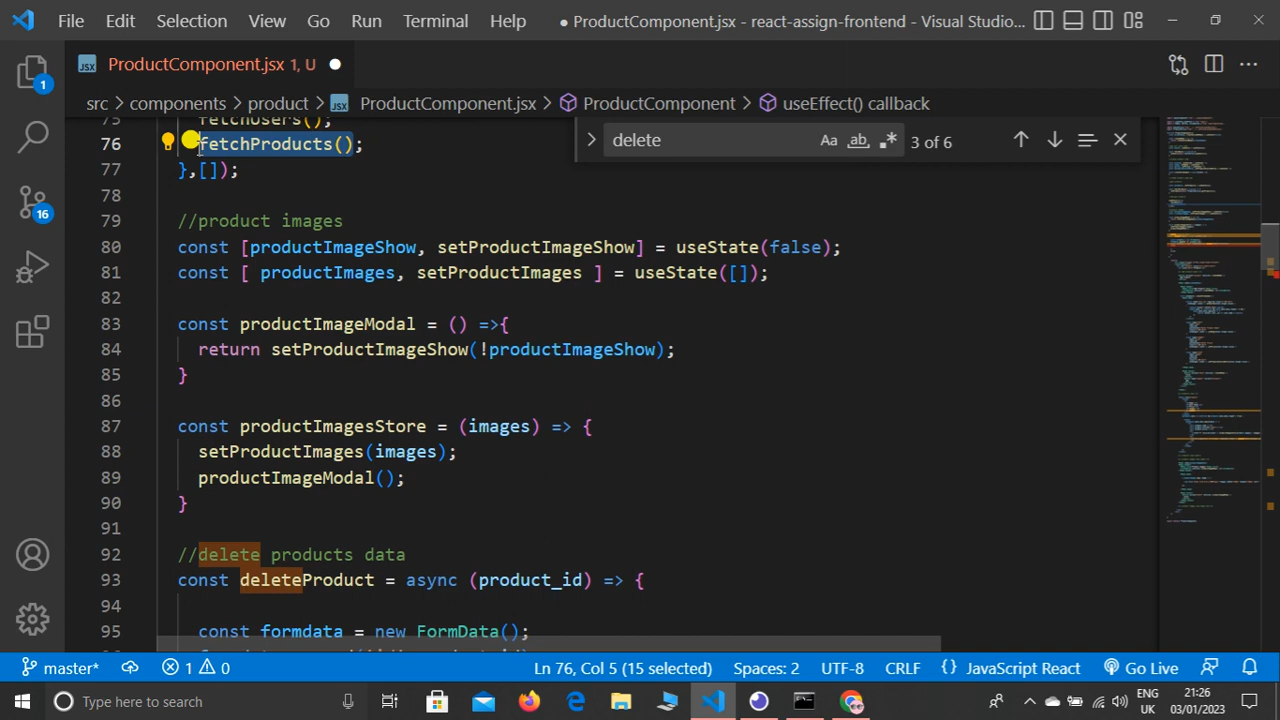 File Edit Selection View Go Run Terminal Help ● ProductComponent.jsx - react-assign-frontend - Visual Studio...
JSX ProductComponent.jsx 1, U
src > components > product > JSX ProductComponent.jsx > ProductComponent > useEffect() callback
delete Aa ab 3 of 6
75 fetchUsers();
76 fetchProducts();
77 },[]);
78
79 //product images
80 const [productImageShow, setProductImageShow] = useState(false);
81 const [ productImages, setProductImages ] = useState([]);
82
83 const productImageModal = () =>{
84 return setProductImageShow(!productImageShow);
85 }
86
87 const productImagesStore = (images) => {
88 setProductImages(images);
89 productImageModal();
90 }
91
92 //delete products data
93 const deleteProduct = async (product_id) => {
94
95 const formdata = new FormData();
1
16
master* 1 0 Ln 76, Col 5 (15 selected) Spaces: 2 UTF-8 CRLF {} JavaScript React Go Live
Type here to search ENG UK 21:26 03/01/2023